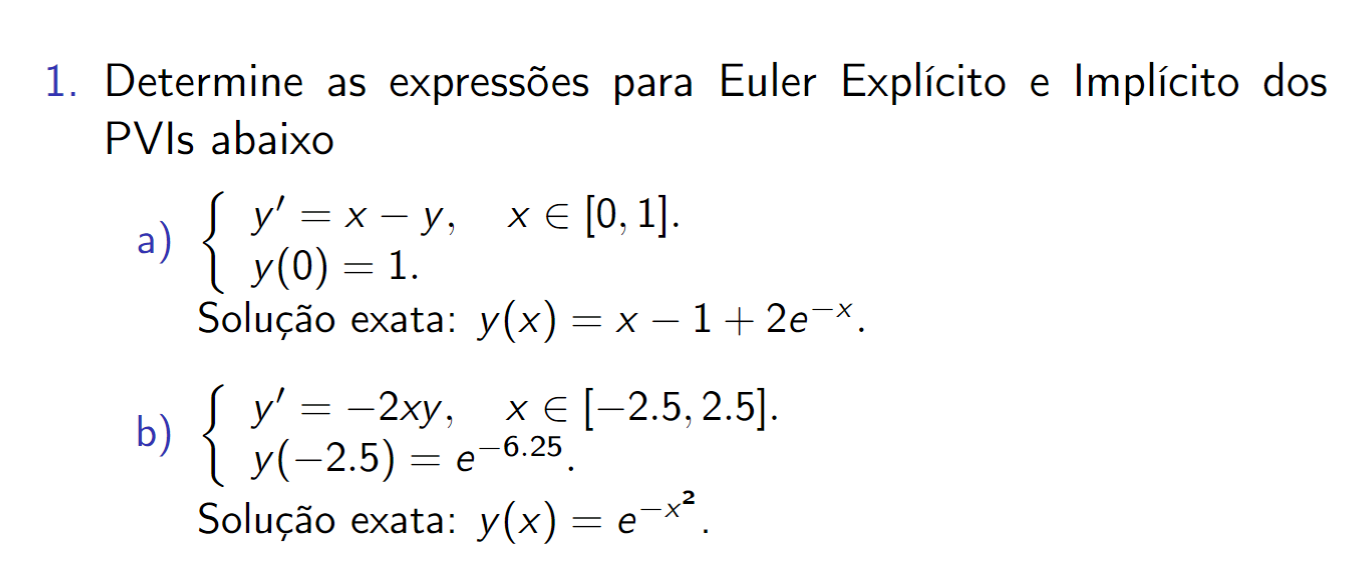 1. Determine as expressões para Euler Explícito e Implícito dos
PVIs abaixo
a) { y′ = x − y, x ∈ [0, 1].
y(0) = 1.
Solução exata: y(x) = x − 1 + 2e^{−x}.
b) { y′ = −2xy, x ∈ [−2.5, 2.5].
y(−2.5) = e^{−6.25}.
Solução exata: y(x) = e^{−x^2}.